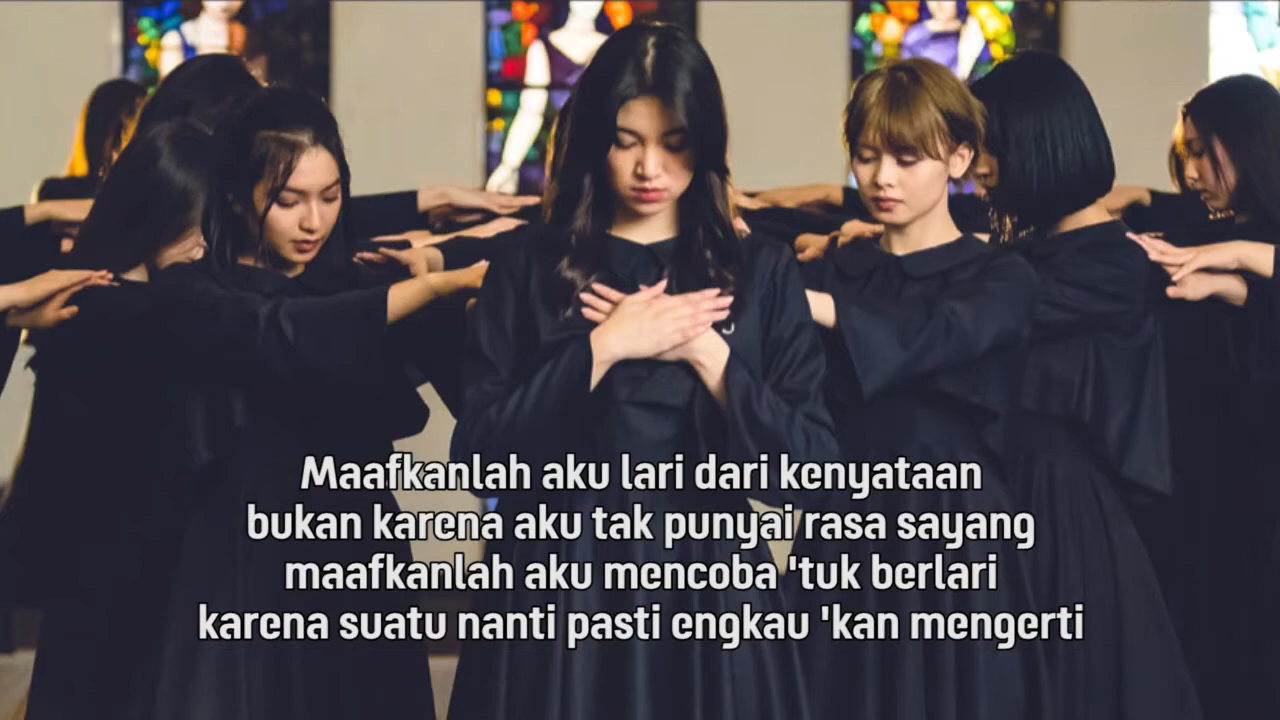 Maafkanlah aku lari dari kenyataan
bukan karena aku tak punyai rasa sayang
maafkanlah aku mencoba 'tuk berlari
karena suatu nanti pasti engkau 'kan mengerti